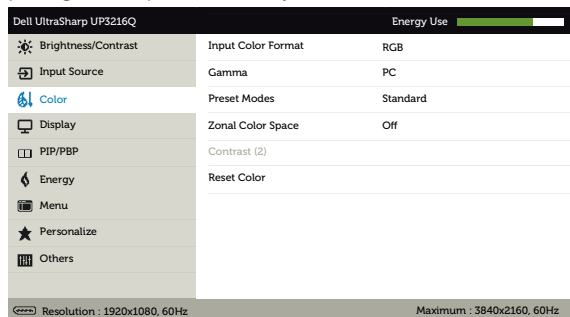 Dell UltraSharp UP3216Q Energy Use
Brightness/Contrast Input Color Format RGB
Input Source Gamma PC
Color Preset Modes Standard
Display Zonal Color Space Off
PIP/PBP Contrast (2)
Energy Reset Color
Menu
Personalize
Others
Resolution : 1920x1080, 60Hz Maximum : 3840x2160, 60Hz